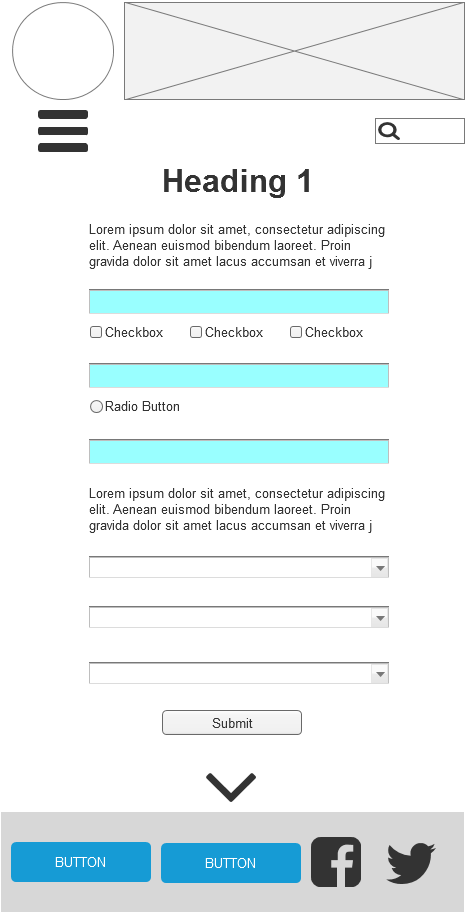 Heading 1
Lorem ipsum dolor sit amet, consectetur adipiscing
elit. Aenean euismod bibendum laoreet. Proin
gravida dolor sit amet lacus accumsan et viverra j
Checkbox Checkbox Checkbox
Radio Button
Lorem ipsum dolor sit amet, consectetur adipiscing
elit. Aenean euismod bibendum laoreet. Proin
gravida dolor sit amet lacus accumsan et viverra j
Submit
BUTTON BUTTON